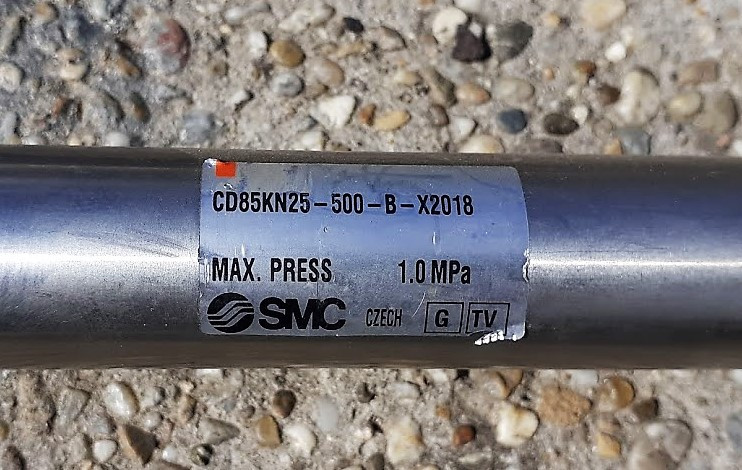 CD85KN25-500-B-X2018
MAX. PRESS 1.0 MPa
SMC CZECH G TV